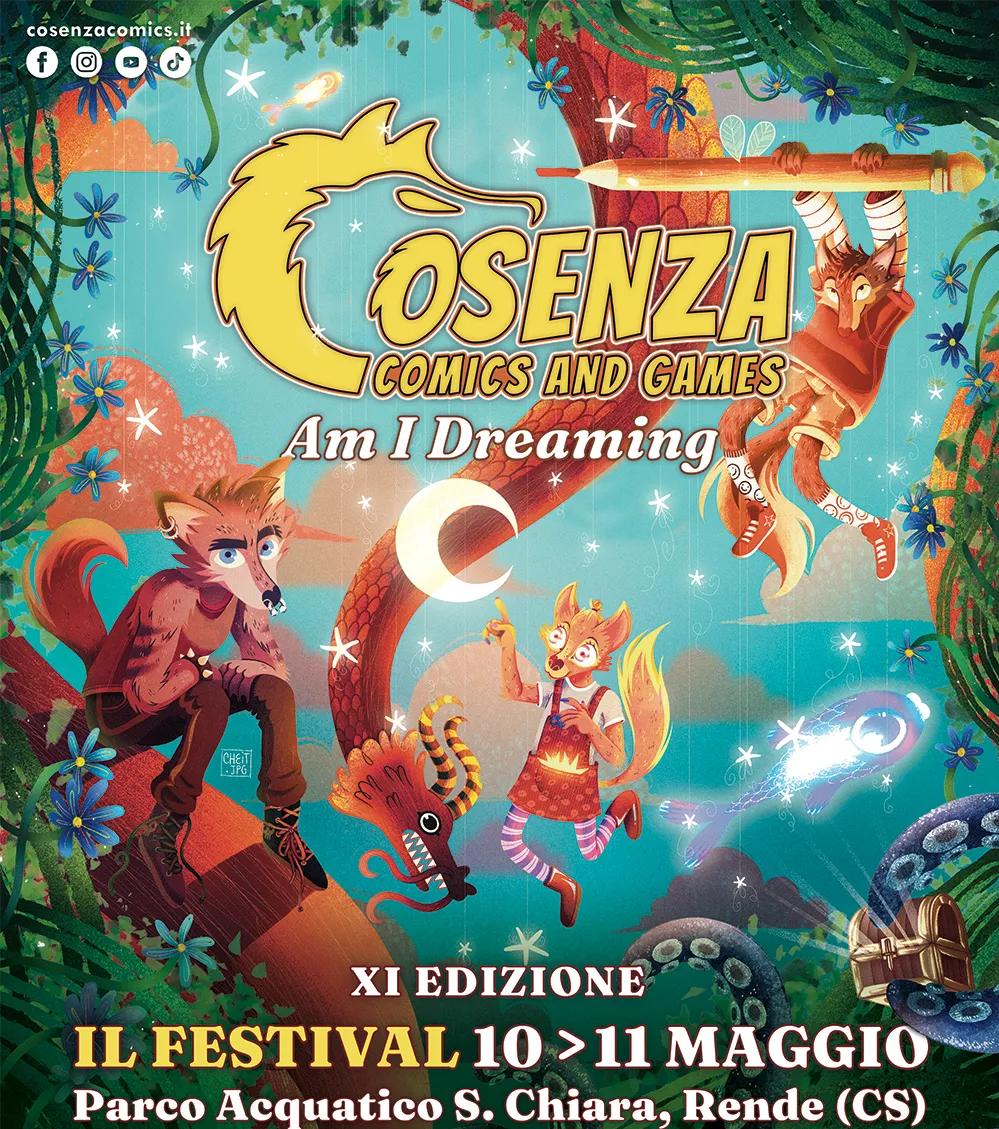 cosenzacomics.it
COSENZA
COMICS AND GAMES
Am I Dreaming
CHEIT
.JPG
XI EDIZIONE
IL FESTIVAL 10 > 11 MAGGIO
Parco Acquatico S. Chiara, Rende (CS)